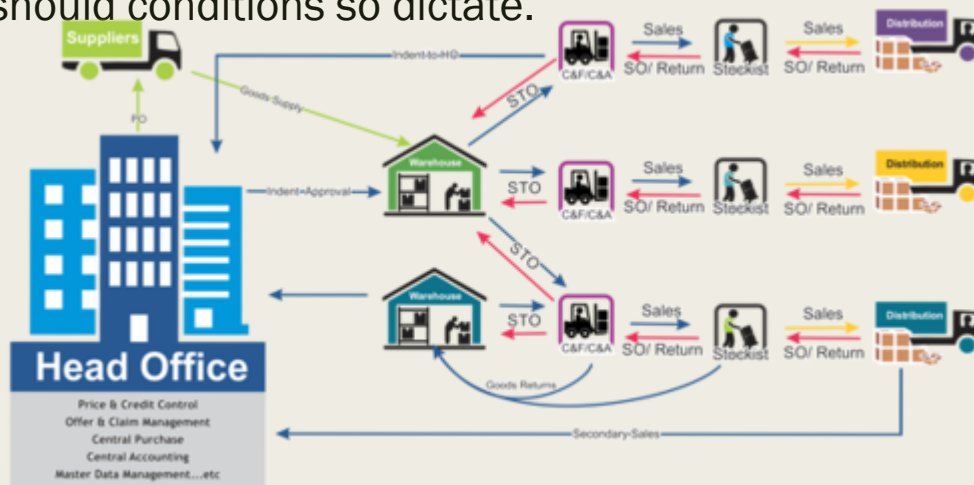 should conditions so dictate.
Suppliers
PO
Goods Supply
Indent-to-HO
Indent-Approval
Warehouse
Warehouse
STO
C&F/C&A
Sales
SO/ Return
Stockist
Sales
SO/ Return
Distribution
STO
C&F/C&A
Sales
SO/ Return
Stockist
Sales
SO/ Return
Distribution
STO
STO
C&F/C&A
Sales
SO/ Return
Stockist
Sales
SO/ Return
Distribution
Goods Returns
Secondary-Sales
Head Office
Price & Credit Control
Offer & Claim Management
Central Purchase
Central Accounting
Master Data Management...etc